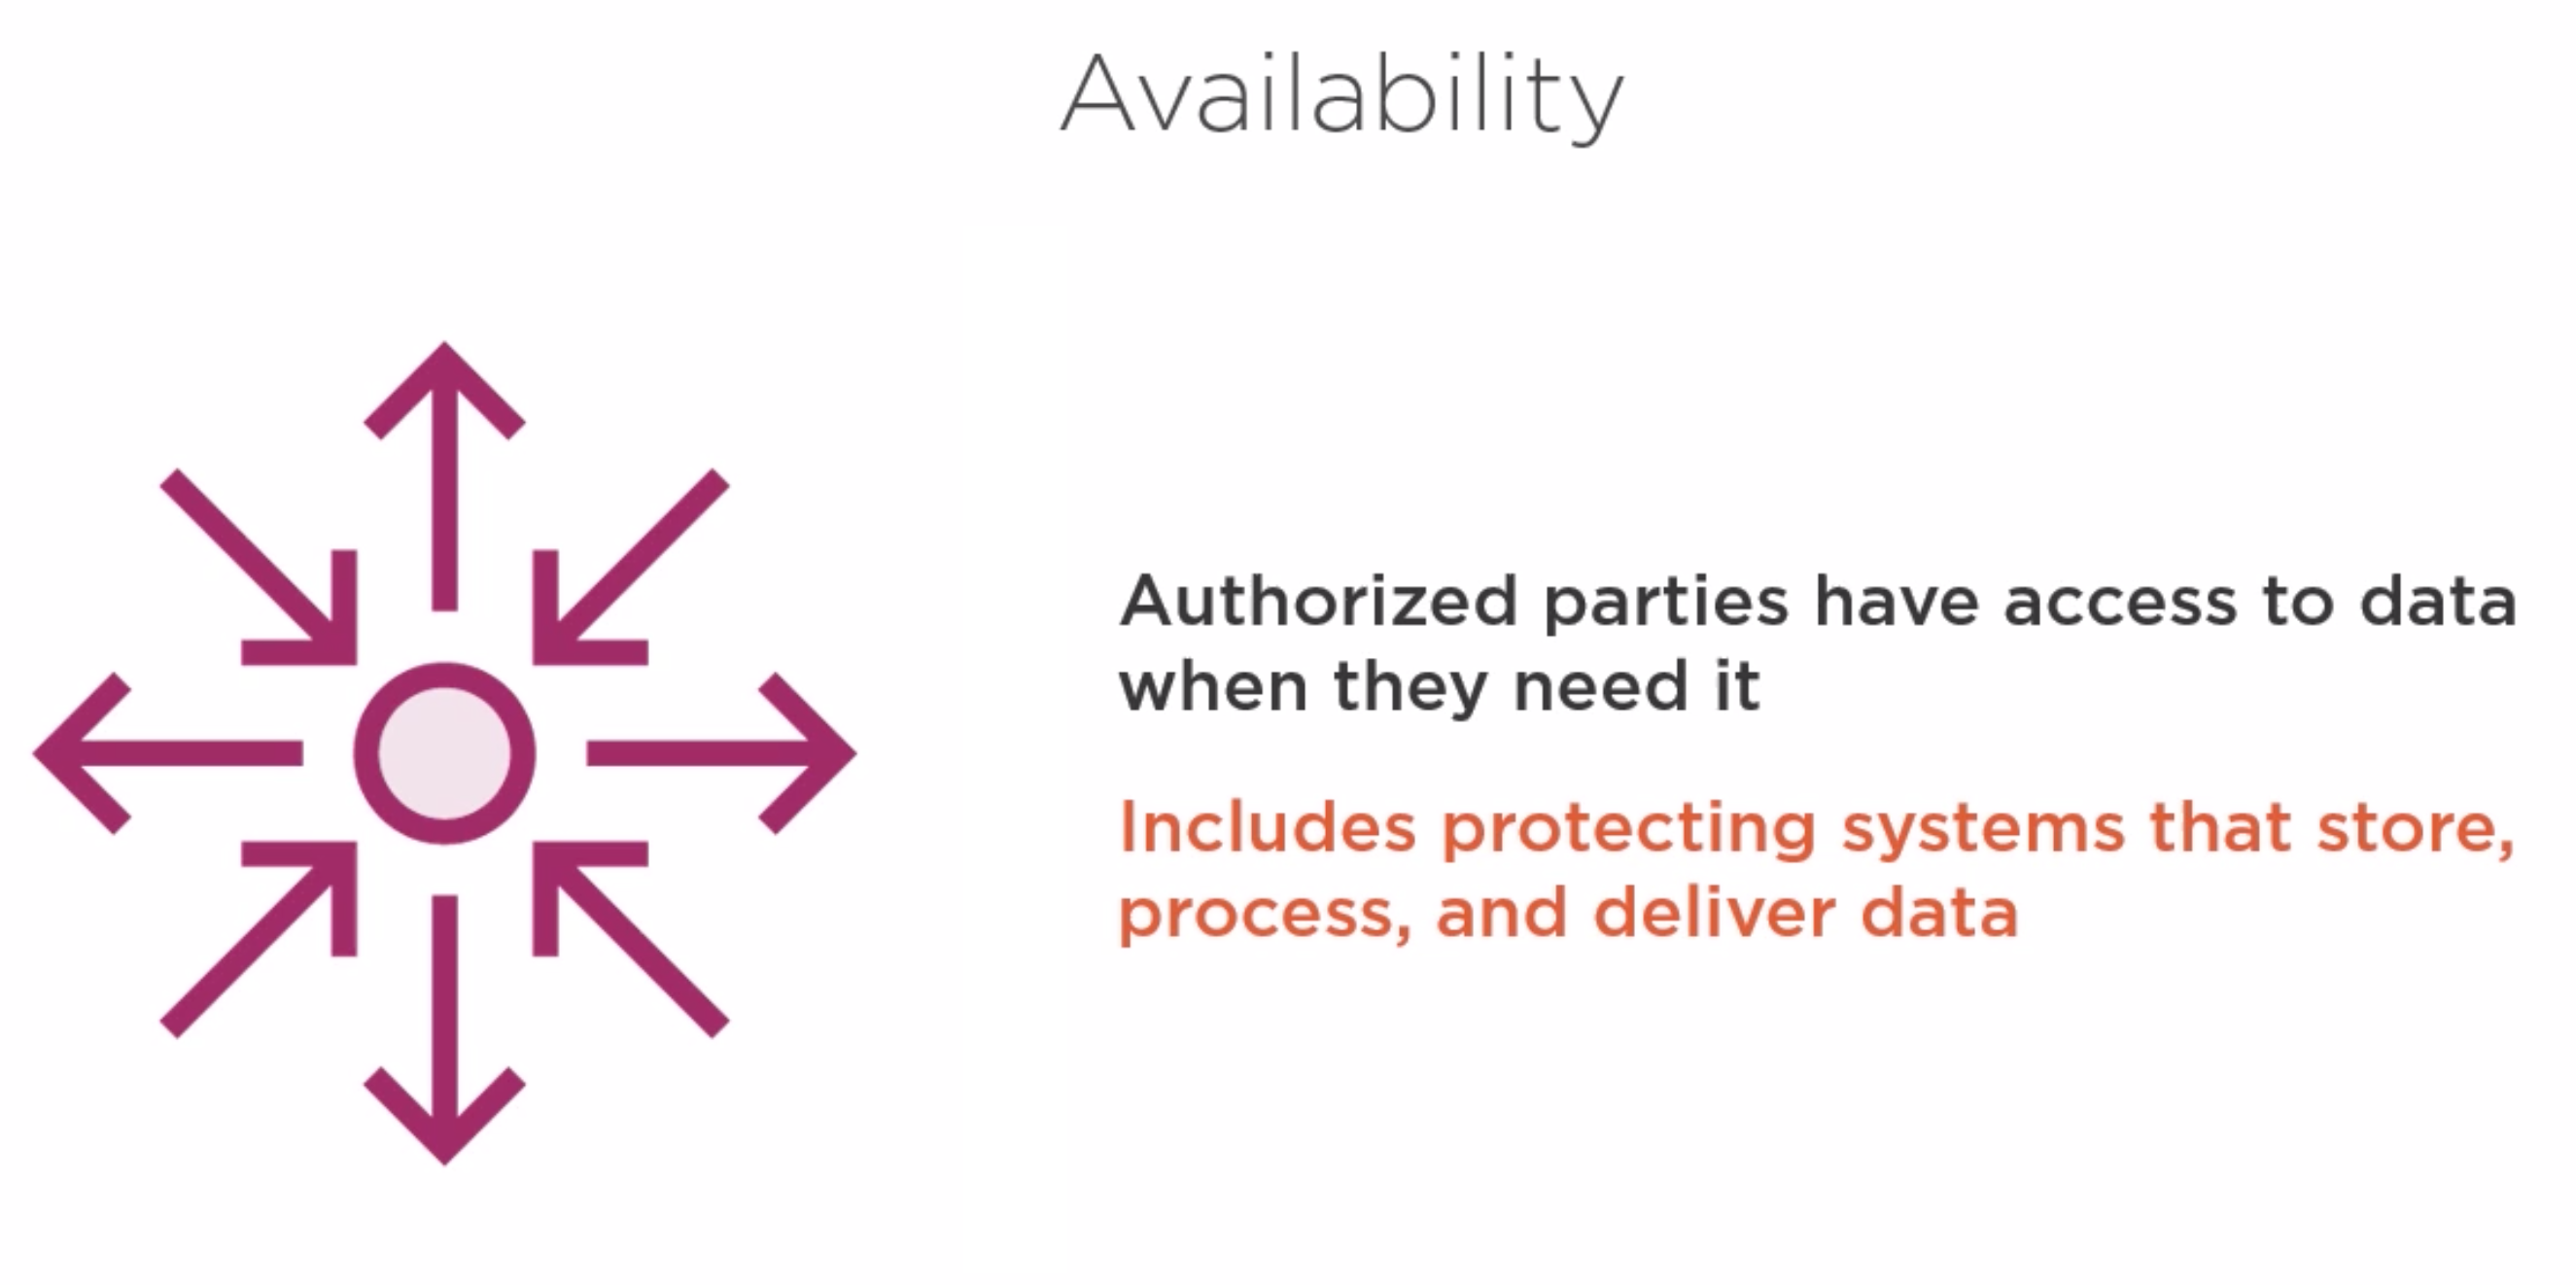 Availability
Authorized parties have access to data
when they need it
Includes protecting systems that store,
process, and deliver data